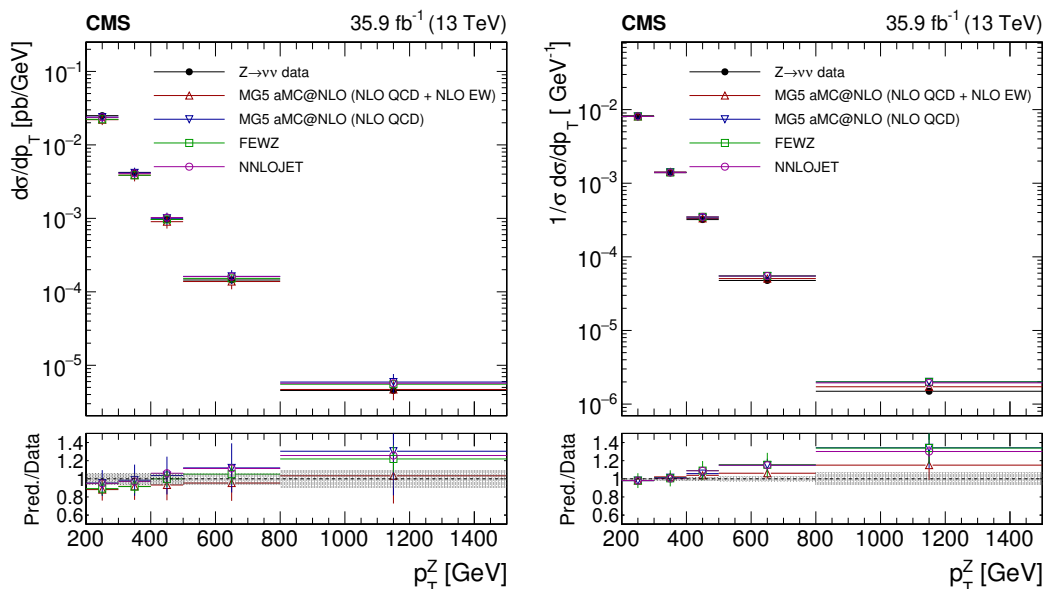 CMS 35.9 fb⁻¹ (13 TeV)
dσ/dp_T [pb/GeV]
10⁻¹
10⁻²
10⁻³
10⁻⁴
10⁻⁵
Z→νν data
MG5 aMC@NLO (NLO QCD + NLO EW)
MG5 aMC@NLO (NLO QCD)
FEWZ
NNLOJET
Pred./Data
1.4
1.2
1
0.8
0.6
200 400 600 800 1000 1200 1400
p_T^Z [GeV]
CMS 35.9 fb⁻¹ (13 TeV)
1/σ dσ/dp_T [GeV⁻¹]
10⁻²
10⁻³
10⁻⁴
10⁻⁵
10⁻⁶
Z→νν data
MG5 aMC@NLO (NLO QCD + NLO EW)
MG5 aMC@NLO (NLO QCD)
FEWZ
NNLOJET
Pred./Data
1.4
1.2
1
0.8
0.6
200 400 600 800 1000 1200 1400
p_T^Z [GeV]